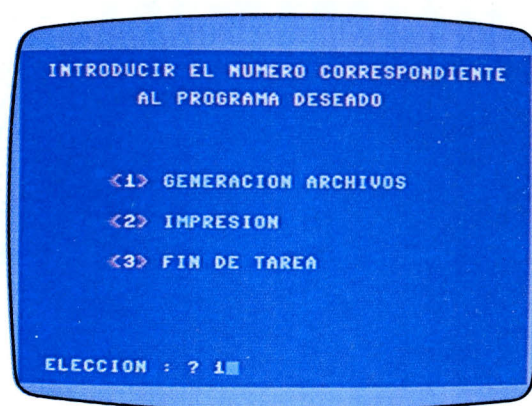 INTRODUCIR EL NUMERO CORRESPONDIENTE
AL PROGRAMA DESEADO
<1> GENERACION ARCHIVOS
<2> IMPRESION
<3> FIN DE TAREA
ELECCION : ? 1